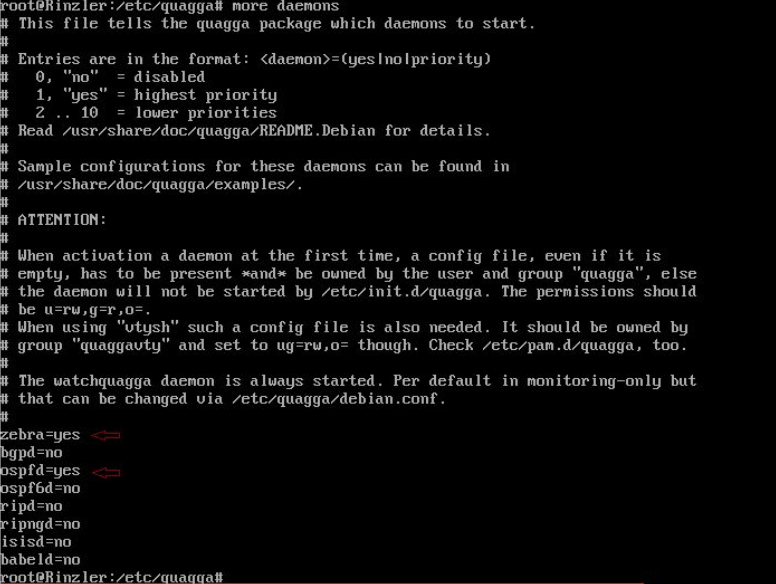 root@Rinzler:/etc/quagga# more daemons
# This file tells the quagga package which daemons to start.
#
# Entries are in the format: <daemon>=(yes|no|priority)
#   0, "no"  = disabled
#   1, "yes" = highest priority
#   2 .. 10  = lower priorities
# Read /usr/share/doc/quagga/README.Debian for details.
#
# Sample configurations for these daemons can be found in
# /usr/share/doc/quagga/examples/.
#
# ATTENTION:
#
# When activation a daemon at the first time, a config file, even if it is
# empty, has to be present *and* be owned by the user and group "quagga", else
# the daemon will not be started by /etc/init.d/quagga. The permissions should
# be u=rw,g=r,o=.
# When using "vtysh" such a config file is also needed. It should be owned by
# group "quaggavty" and set to ug=rw,o= though. Check /etc/pam.d/quagga, too.
#
# The watchquagga daemon is always started. Per default in monitoring-only but
# that can be changed via /etc/quagga/debian.conf.
#
zebra=yes
bgpd=no
ospfd=yes
ospf6d=no
ripd=no
ripngd=no
isisd=no
babeld=no
root@Rinzler:/etc/quagga#